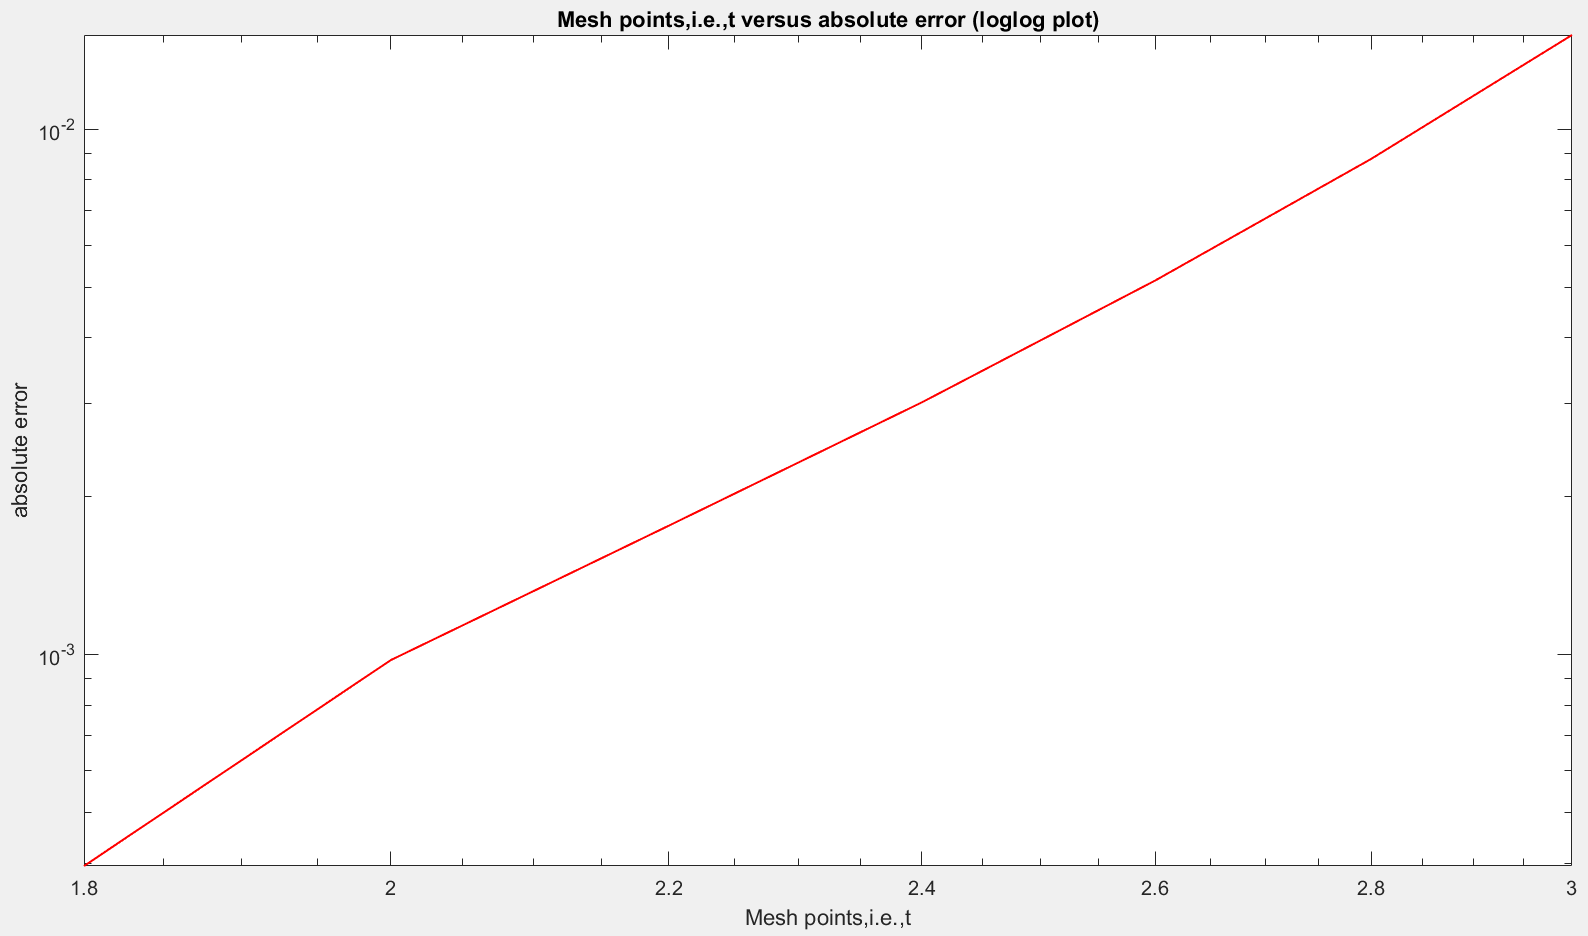 Mesh points,i.e.,t versus absolute error (loglog plot)
10-2
absolute error
10-3
1.8 2 2.2 2.4 2.6 2.8 3
Mesh points,i.e.,t